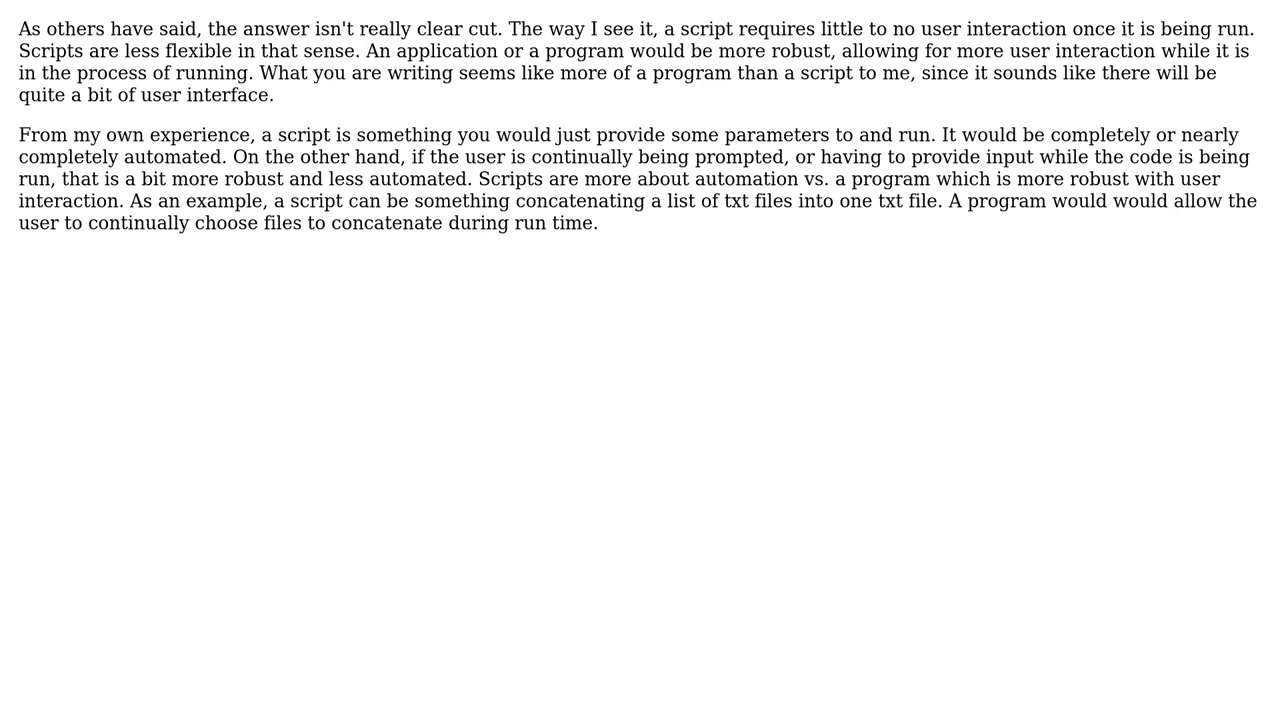 As others have said, the answer isn't really clear cut. The way I see it, a script requires little to no user interaction once it is being run.
Scripts are less flexible in that sense. An application or a program would be more robust, allowing for more user interaction while it is
in the process of running. What you are writing seems like more of a program than a script to me, since it sounds like there will be
quite a bit of user interface.
From my own experience, a script is something you would just provide some parameters to and run. It would be completely or nearly
completely automated. On the other hand, if the user is continually being prompted, or having to provide input while the code is being
run, that is a bit more robust and less automated. Scripts are more about automation vs. a program which is more robust with user
interaction. As an example, a script can be something concatenating a list of txt files into one txt file. A program would would allow the
user to continually choose files to concatenate during run time.